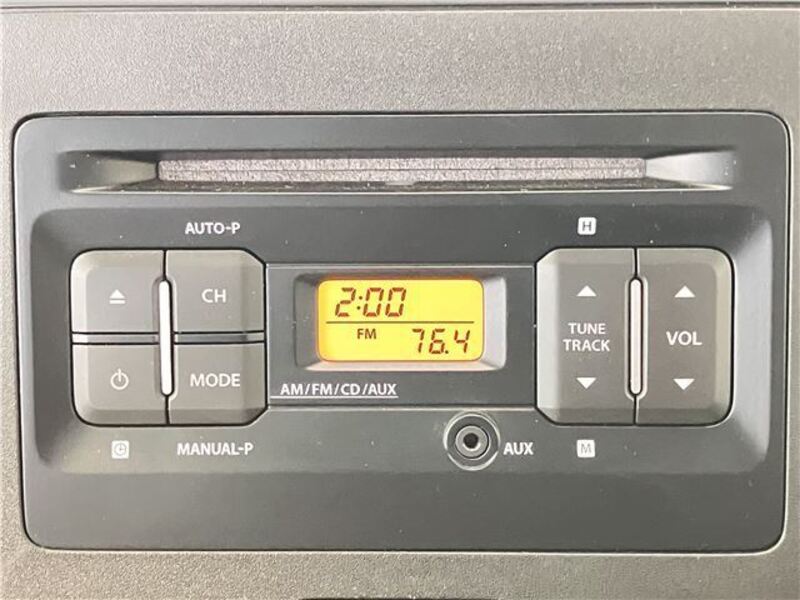 AUTO-P
H
CH
MODE
2:00
FM 76.4
AM/FM/CD/AUX
TUNE
TRACK
VOL
MANUAL-P
AUX
M